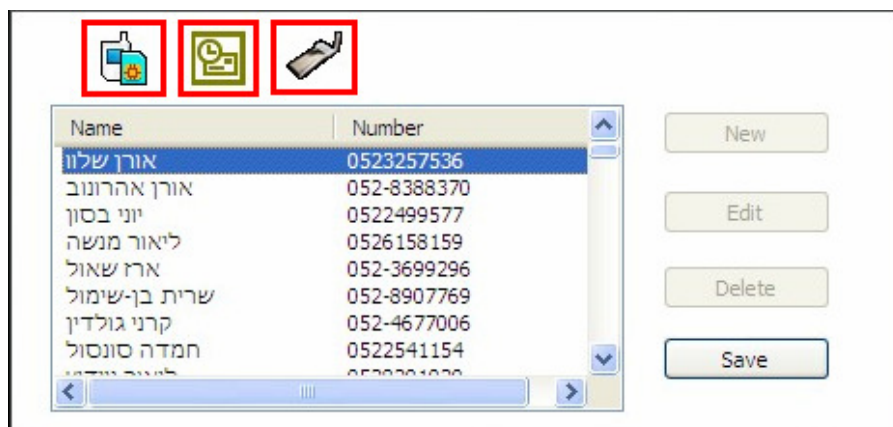 Name Number New
אורן שלוו 0523257536
אורן אהרונוב 052-8388370
יוני בסון 0522499577 Edit
ליאור מנשה 0526158159
ארז שאול 052-3699296
שרית בן-שימול 052-8907769 Delete
קרני גולדין 052-4677006
חמדה סונסול 0522541154 Save